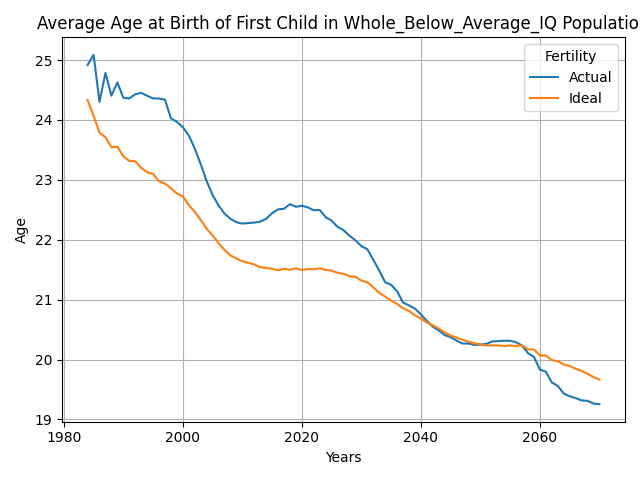 Average Age at Birth of First Child in Whole_Below_Average_IQ Populatio
25
24
23
22
21
20
19
Age
Fertility
Actual
Ideal
1980
2000
2020
2040
2060
Years